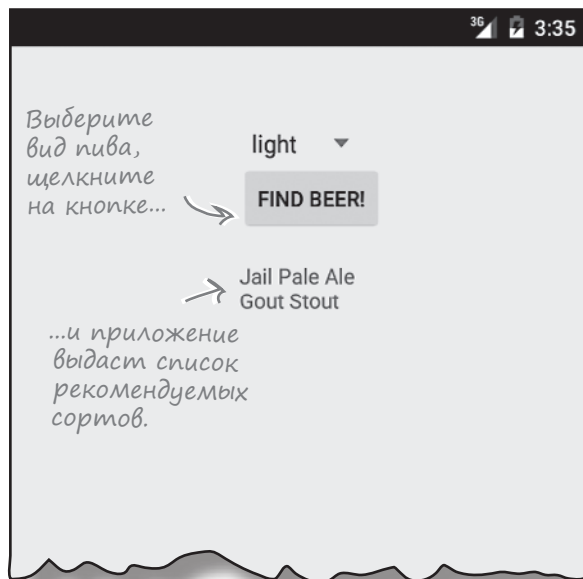 3G 3:35
Выберите
вид пива,
щелкните
на кнопке...
light
FIND BEER!
Jail Pale Ale
Gout Stout
...и приложение
выдаст список
рекомендуемых
сортов.